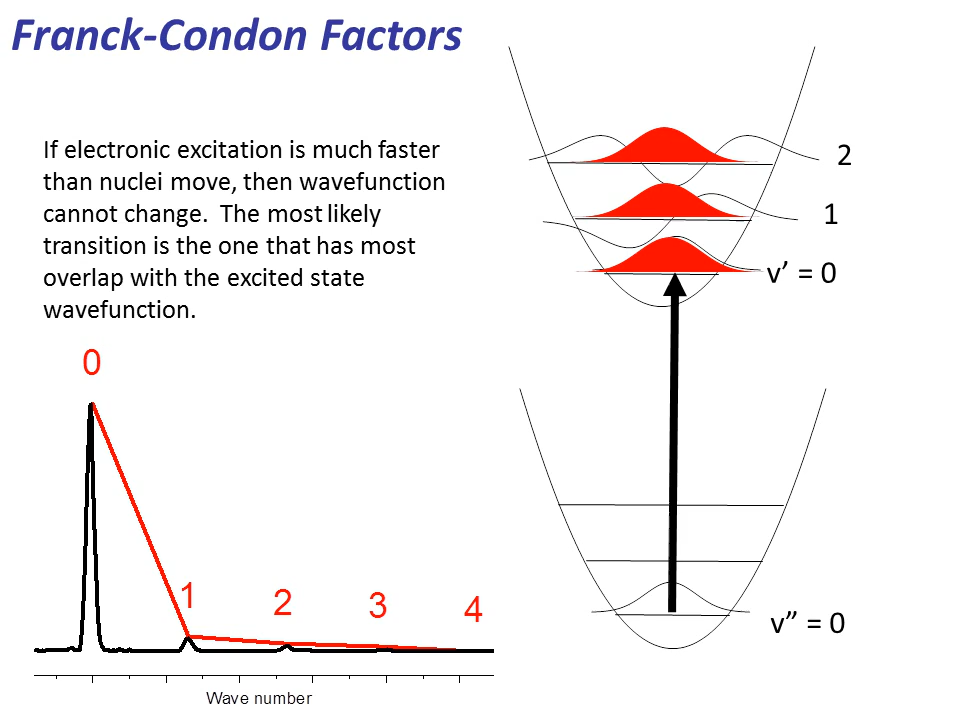 Franck-Condon Factors
If electronic excitation is much faster
than nuclei move, then wavefunction
cannot change.  The most likely
transition is the one that has most
overlap with the excited state
wavefunction.
2
1
v’ = 0
v” = 0
0
1
2
3
4
Wave number